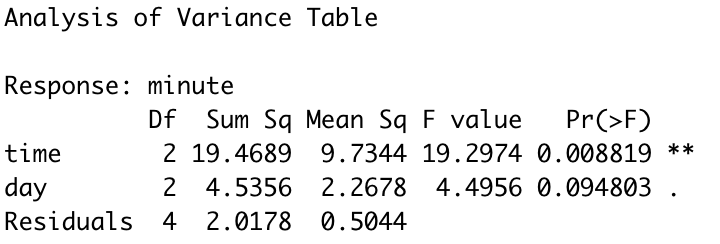 Analysis of Variance Table
Response: minute
Df Sum Sq Mean Sq F value Pr(>F)
time 2 19.4689 9.7344 19.2974 0.008819 **
day 2 4.5356 2.2678 4.4956 0.094803 .
Residuals 4 2.0178 0.5044